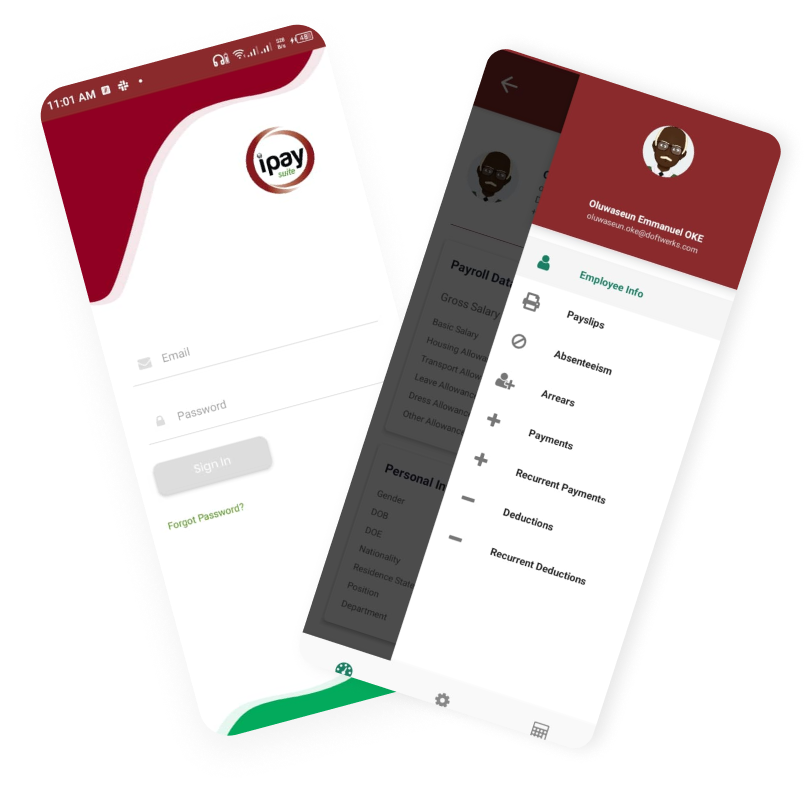 11:01 AM
ipay
suite
Email
Password
Sign In
Forgot Password?
Payroll Data
Gross Salary
Basic Salary
Housing Allowa
Transport Allow
Leave Allowanc
Dress Allowanc
Other Allowanc
Personal In
Gender
DOB
DOE
Nationality
Residence State
Position
Department
Oluwaseun Emmanuel OKE
oluwaseun.oke@doftwerks.com
Employee Info
Payslips
Absenteeism
Arrears
Payments
Recurrent Payments
Deductions
Recurrent Deductions